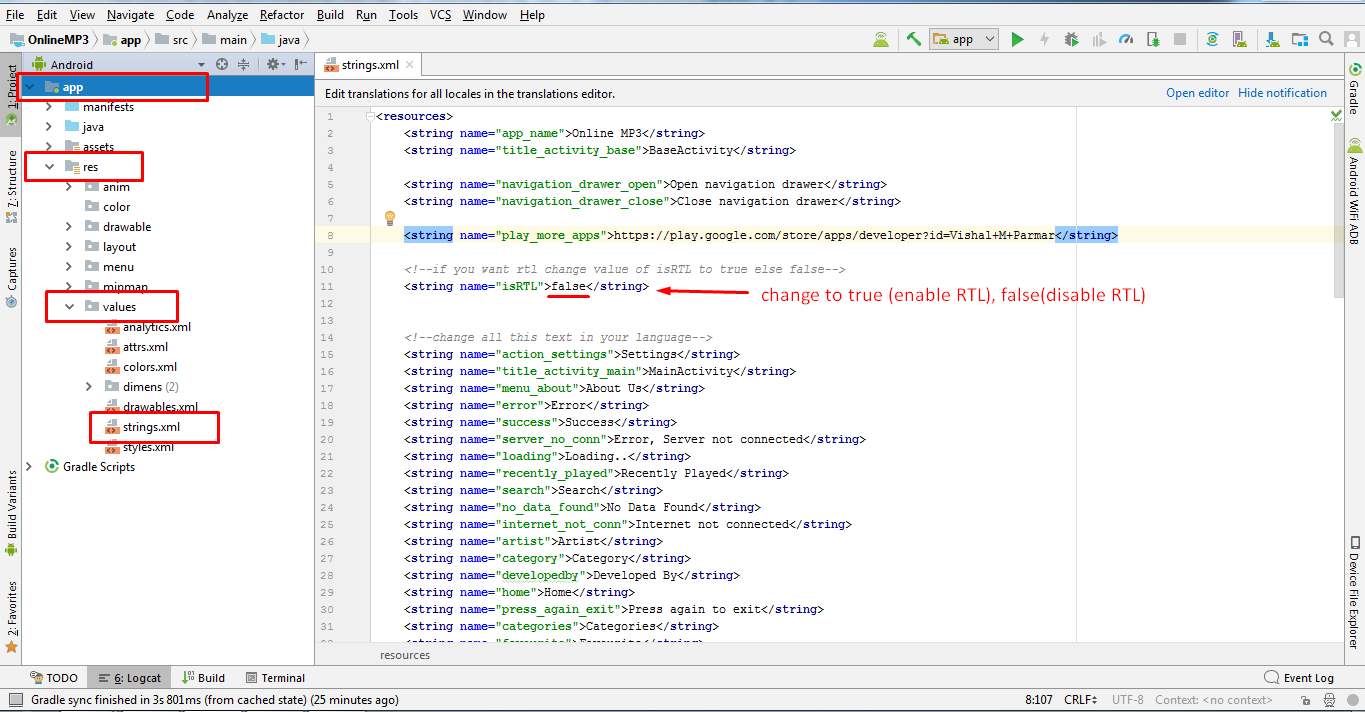 File Edit View Navigate Code Analyze Refactor Build Run Tools VCS Window Help
OnlineMP3 app src main java app
1: Project
Z: Structure
Captures
Build Variants
2: Favorites
Android
app
manifests
java
assets
res
anim
color
drawable
layout
menu
mipmap
values
analytics.xml
attrs.xml
colors.xml
dimens (2)
drawables.xml
strings.xml
styles.xml
Gradle Scripts
strings.xml
Edit translations for all locales in the translations editor. Open editor Hide notification
1 <resources>
2 <string name="app_name">Online MP3</string>
3 <string name="title_activity_base">BaseActivity</string>
4
5 <string name="navigation_drawer_open">Open navigation drawer</string>
6 <string name="navigation_drawer_close">Close navigation drawer</string>
7
8 <string name="play_more_apps">https://play.google.com/store/apps/developer?id=Vishal+M+Parmar</string>
9
10 <!--if you want rtl change value of isRTL to true else false-->
11 <string name="isRTL">false</string>
change to true (enable RTL), false(disable RTL)
12
13
14 <!--change all this text in your language-->
15 <string name="action_settings">Settings</string>
16 <string name="title_activity_main">MainActivity</string>
17 <string name="menu_about">About Us</string>
18 <string name="error">Error</string>
19 <string name="success">Success</string>
20 <string name="server_no_conn">Error, Server not connected</string>
21 <string name="loading">Loading..</string>
22 <string name="recently_played">Recently Played</string>
23 <string name="search">Search</string>
24 <string name="no_data_found">No Data Found</string>
25 <string name="internet_not_conn">Internet not connected</string>
26 <string name="artist">Artist</string>
27 <string name="category">Category</string>
28 <string name="developedby">Developed By</string>
29 <string name="home">Home</string>
30 <string name="press_again_exit">Press again to exit</string>
31 <string name="categories">Categories</string>
resources
Gradle
Android WiFi ADB
Device File Explorer
TODO 6: Logcat Build Terminal Event Log
Gradle sync finished in 3s 801ms (from cached state) (25 minutes ago) 8:107 CRLF UTF-8 Context: <no context>